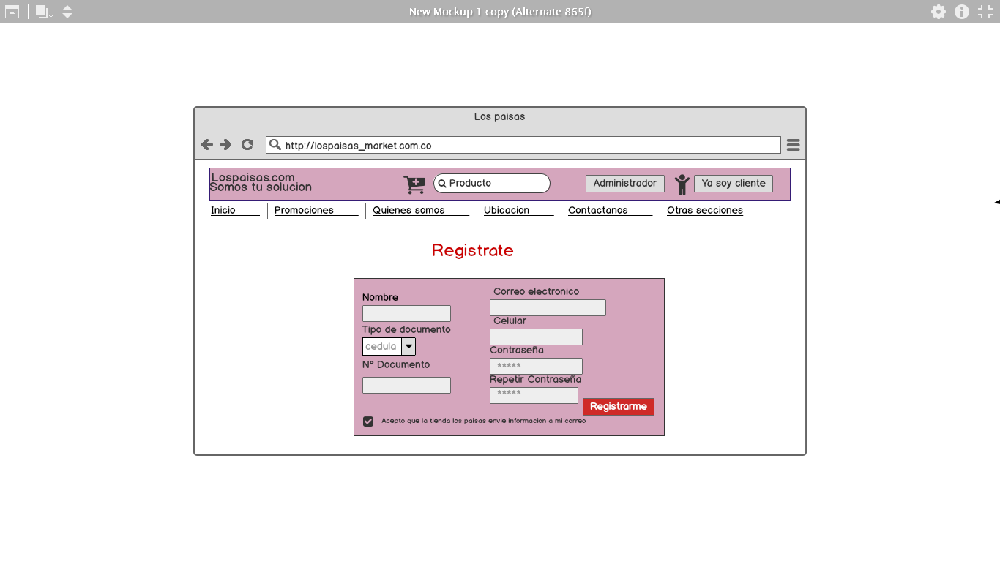 New Mockup 1 copy (Alternate 865f)
Los paisas
http://lospaisas_market.com.co
Lospaisas.com
Somos tu solucion
Producto
Administrador
Ya soy cliente
Inicio
Promociones
Quienes somos
Ubicacion
Contactanos
Otras secciones
Registrate
Nombre
Tipo de documento
cedula
N° Documento
Correo electronico
Celular
Contraseña
*****
Repetir Contraseña
*****
Registrarme
Acepto que la tienda los paisas envie informacion a mi correo